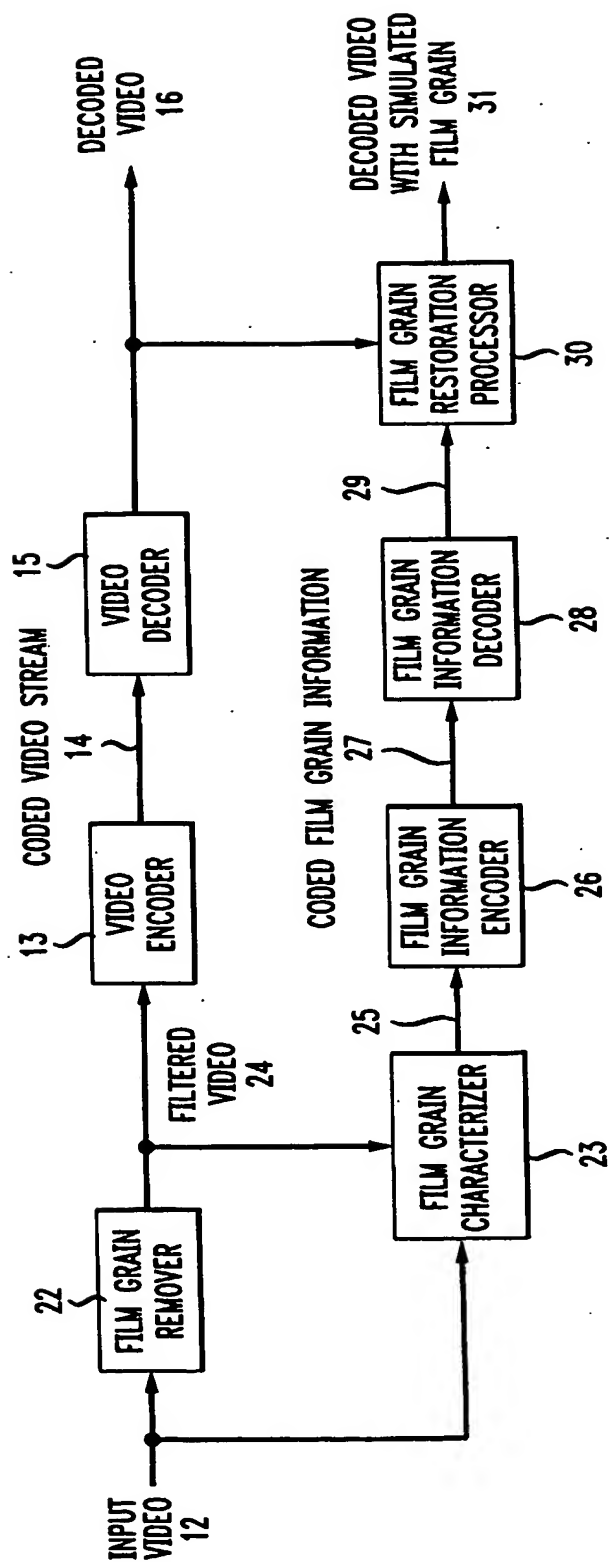 INPUT
VIDEO
12
22
FILM GRAIN
REMOVER
FILTERED
VIDEO
24
13
VIDEO
ENCODER
CODED VIDEO STREAM
14
15
VIDEO
DECODER
DECODED
VIDEO
16
FILM GRAIN
CHARACTERIZER
23
25
FILM GRAIN
INFORMATION
ENCODER
26
CODED FILM GRAIN INFORMATION
27
FILM GRAIN
INFORMATION
DECODER
28
29
FILM GRAIN
RESTORATION
PROCESSOR
30
DECODED VIDEO
WITH SIMULATED
FILM GRAIN
31